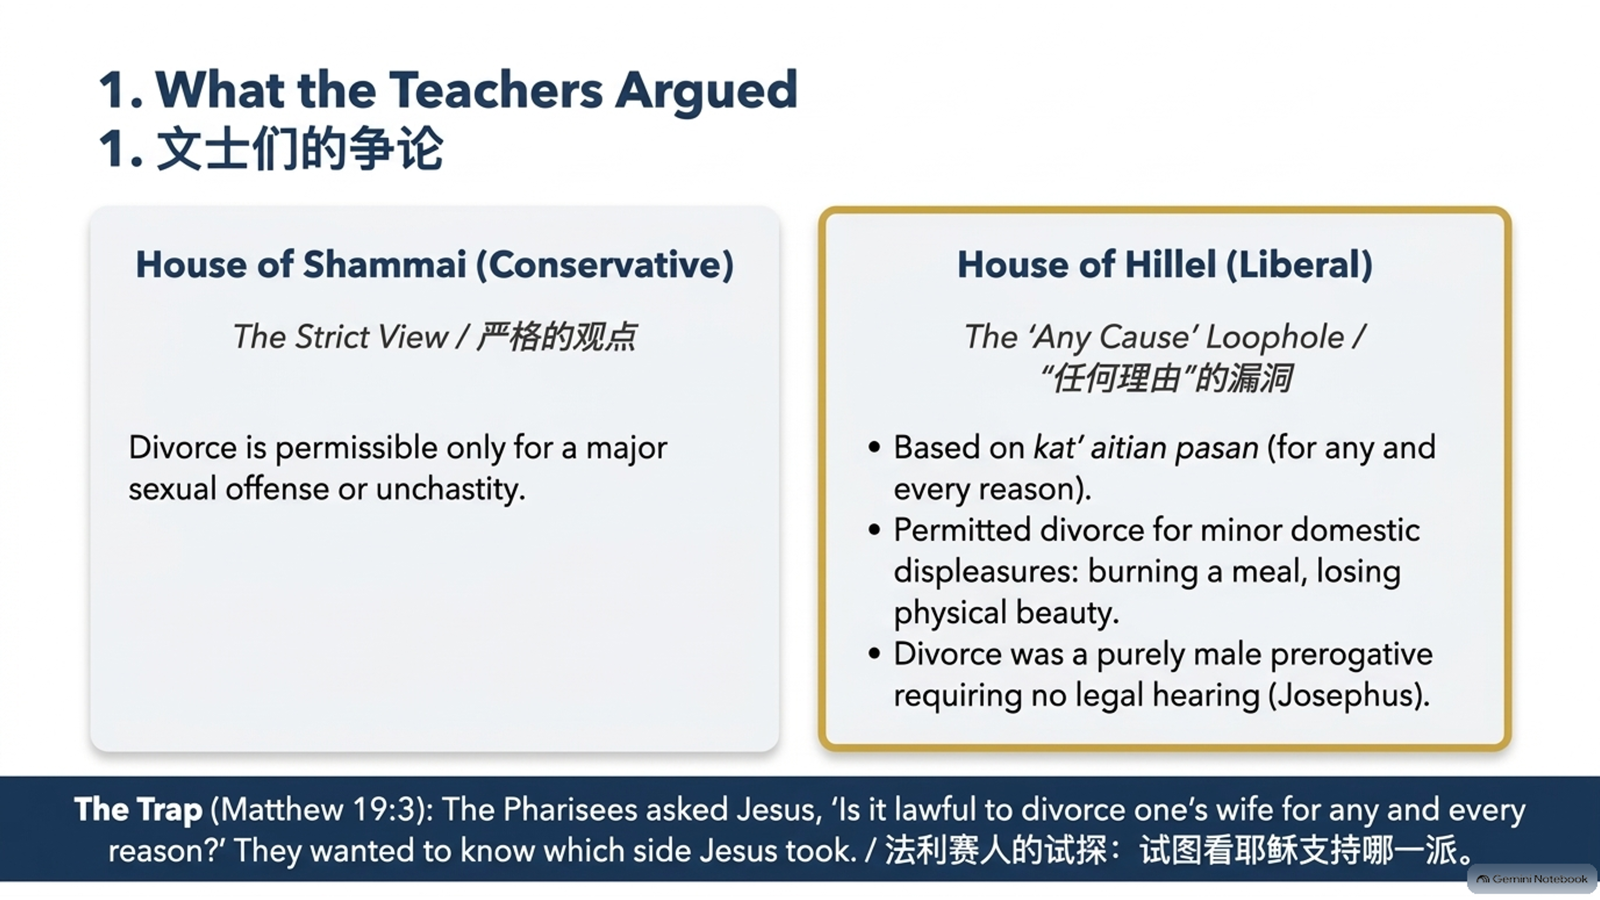 1. What the Teachers Argued
1. 文士们的争论
House of Shammai (Conservative)
The Strict View / 严格的观点
Divorce is permissible only for a major
sexual offense or unchastity.
House of Hillel (Liberal)
The ‘Any Cause’ Loophole /
“任何理由”的漏洞
• Based on kat’ aitian pasan (for any and
every reason).
• Permitted divorce for minor domestic
displeasures: burning a meal, losing
physical beauty.
• Divorce was a purely male prerogative
requiring no legal hearing (Josephus).
The Trap (Matthew 19:3): The Pharisees asked Jesus, ‘Is it lawful to divorce one’s wife for any and every
reason?’ They wanted to know which side Jesus took. / 法利赛人的试探：试图看耶稣支持哪一派。
Gemini Notebook